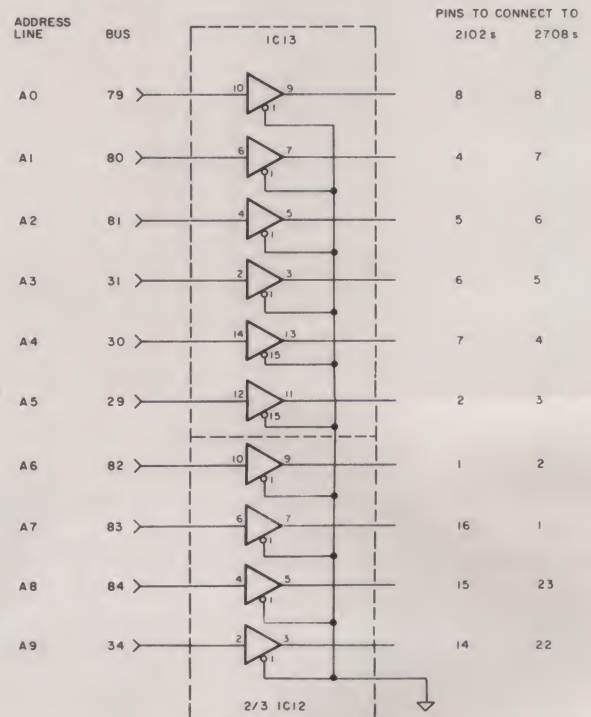 PINS TO CONNECT TO
ADDRESS LINE BUS IC13 2102s 2708s
A0 79 10 9 1 8 8
A1 80 6 7 1 4 7
A2 81 4 5 1 5 6
A3 31 2 3 1 6 5
A4 30 14 13 15 7 4
A5 29 12 11 15 2 3
A6 82 10 9 1 1 2
A7 83 6 7 1 16 1
A8 84 4 5 1 15 23
A9 34 2 3 1 14 22
2/3 IC12